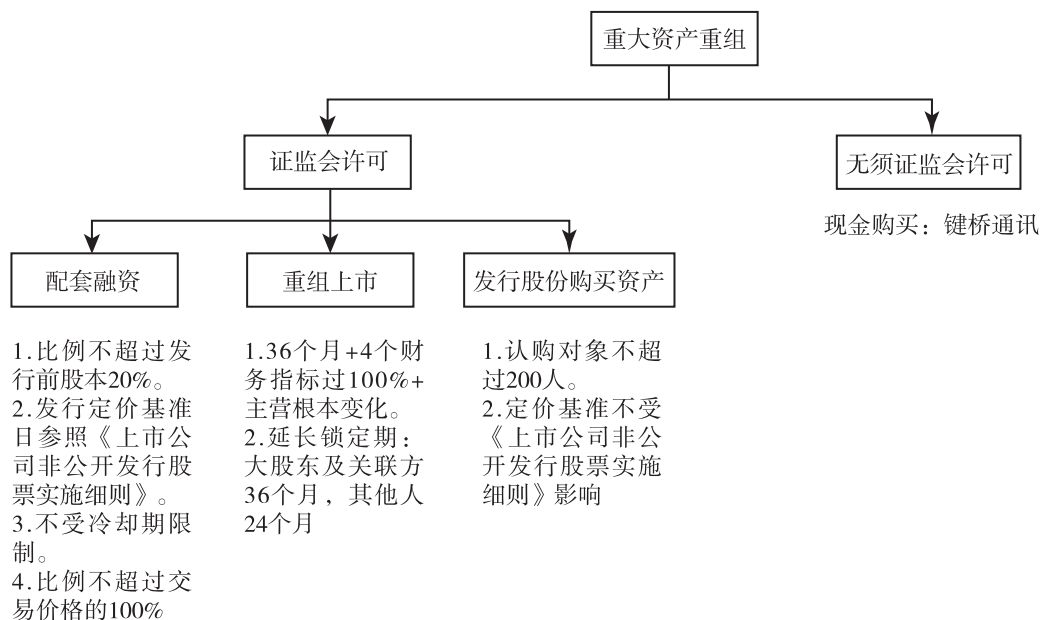 重大资产重组
证监会许可
无须证监会许可
现金购买：键桥通讯
配套融资
重组上市
发行股份购买资产
1.比例不超过发
行前股本20%。
2.发行定价基准
日参照《上市公
司非公开发行股
票实施细则》。
3.不受冷却期限
制。
4.比例不超过交
易价格的100%
1.36个月+4个财
务指标过100%+
主营根本变化。
2.延长锁定期：
大股东及关联方
36个月，其他人
24个月
1.认购对象不超
过200人。
2.定价基准不受
《上市公司非公
开发行股票实施
细则》影响